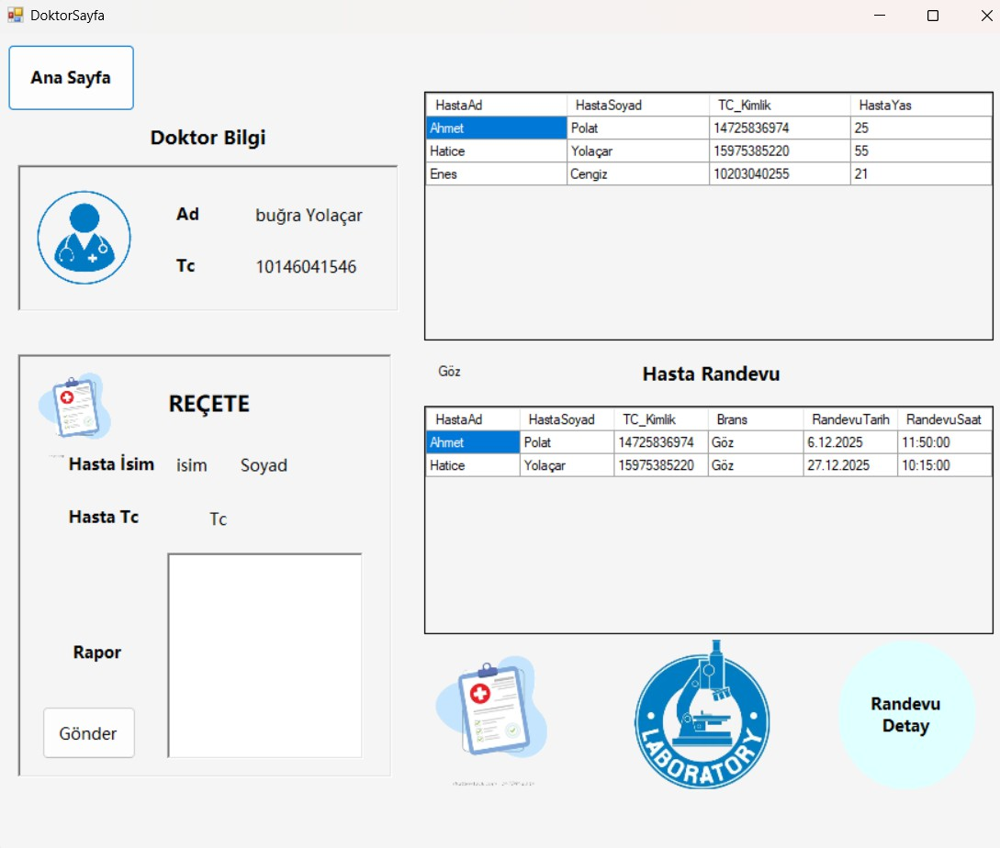 DoktorSayfa
Ana Sayfa
Doktor Bilgi
Ad buğra Yolaçar
Tc 10146041546
HastaAd HastaSoyad TC_Kimlik HastaYas
Ahmet Polat 14725836974 25
Hatice Yolaçar 15975385220 55
Enes Cengiz 10203040255 21
REÇETE
Hasta İsim isim Soyad
Hasta Tc Tc
Rapor
Gönder
Göz
Hasta Randevu
HastaAd HastaSoyad TC_Kimlik Brans RandevuTarih RandevuSaat
Ahmet Polat 14725836974 Göz 6.12.2025 11:50:00
Hatice Yolaçar 15975385220 Göz 27.12.2025 10:15:00
LABORATORY
Randevu
Detay